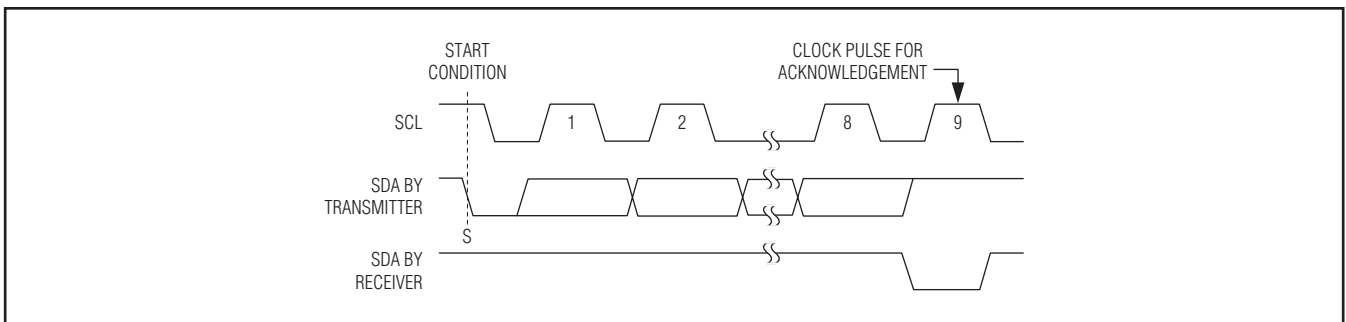 START
CONDITION
CLOCK PULSE FOR
ACKNOWLEDGEMENT
SCL
1 2 8 9
SDA BY
TRANSMITTER
S
SDA BY
RECEIVER